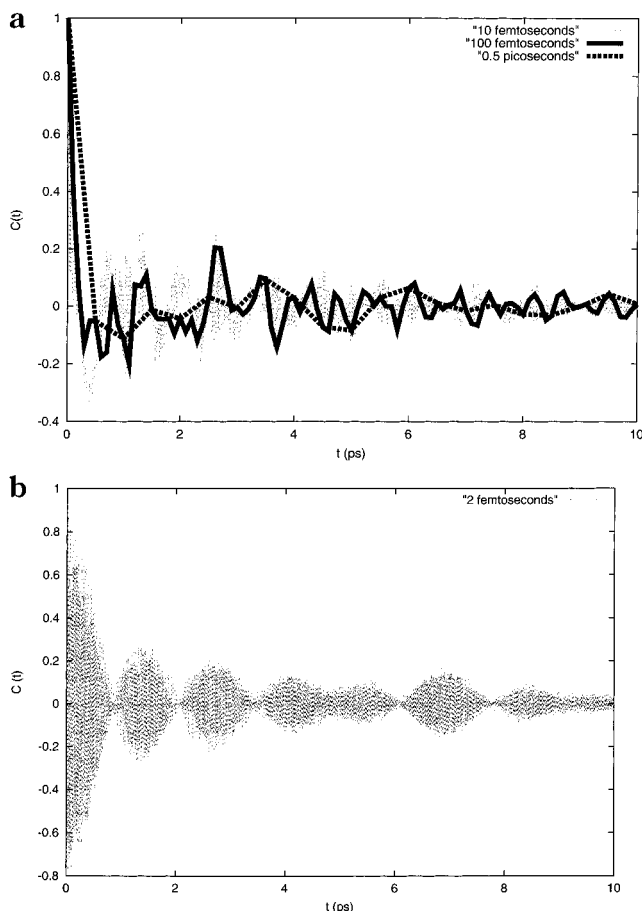 a
"10 femtoseconds"
"100 femtoseconds"
"0.5 picoseconds"
1
0.8
0.6
0.4
0.2
0
-0.2
-0.4
C(t)
0 2 4 6 8 10
t (ps)
b
"2 femtoseconds"
1
0.8
0.6
0.4
0.2
0
-0.2
-0.4
-0.6
-0.8
C (t)
0 2 4 6 8 10
t (ps)